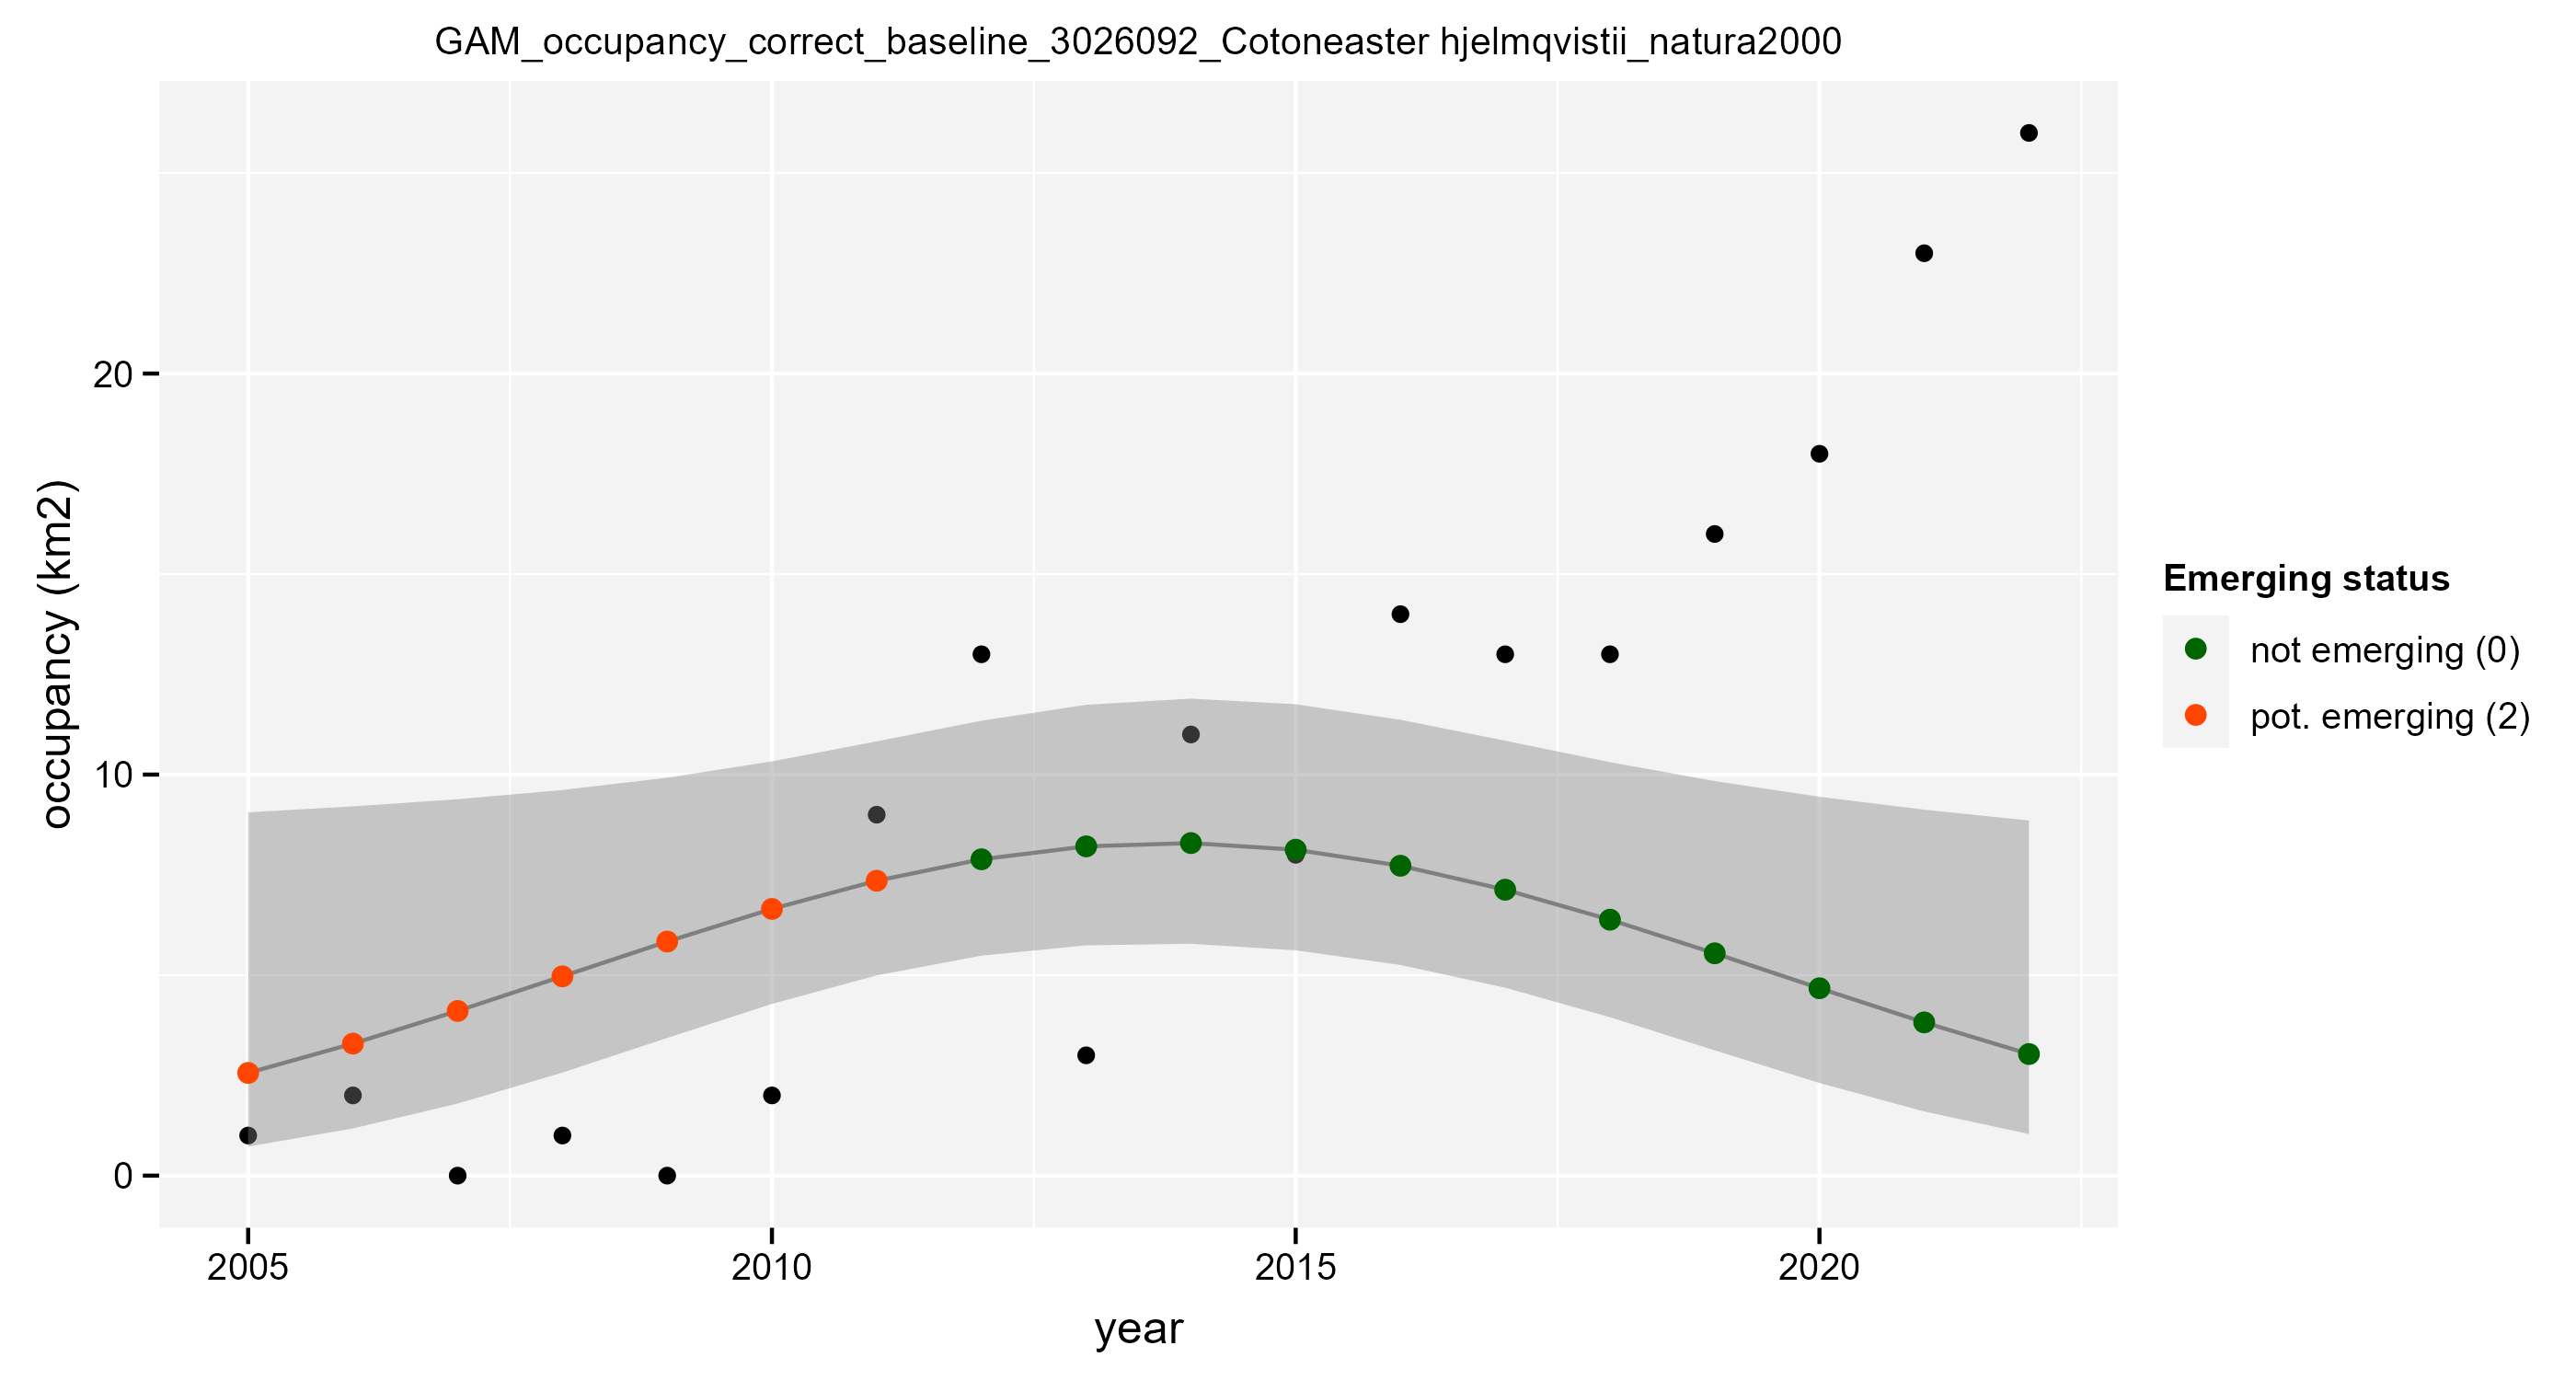 GAM_occupancy_correct_baseline_3026092_Cotoneaster hjelmqvistii_natura2000
occupancy (km2)
20
10
0
2005 2010 2015 2020
year
Emerging status
not emerging (0)
pot. emerging (2)